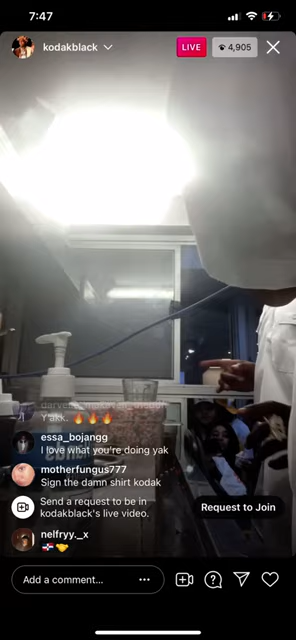 7:47
kodakblack
LIVE
4,905
Yakk. 🔥🔥🔥
essa_bojangg
I love what you're doing yak
motherfungus777
Sign the damn shirt kodak
Send a request to be in
kodakblack's live video.
Request to Join
nelfryy._x
🇩🇴🤝
Add a comment...